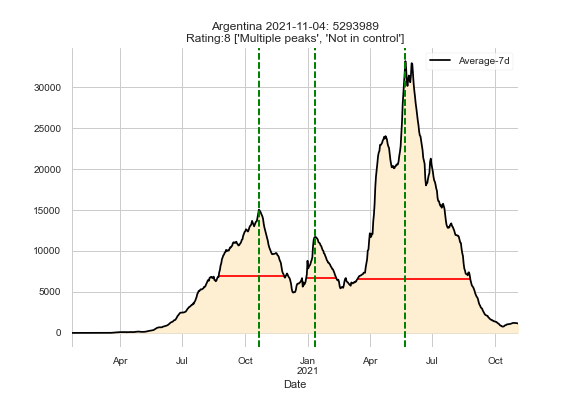 Argentina 2021-11-04: 5293989
Rating:8 ['Multiple peaks', 'Not in control']
Average-7d
30000
25000
20000
15000
10000
5000
0
Apr Jul Oct Jan Apr Jul Oct
2021
Date